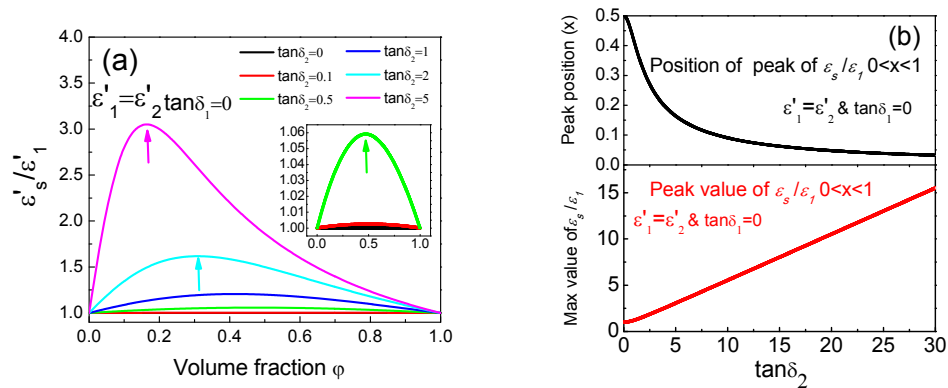 (a)
tanδ₂=0
tanδ₂=1
tanδ₂=0.1
tanδ₂=2
tanδ₂=0.5
tanδ₂=5
ε'₁=ε'₂ tanδ₁=0
4.0
3.5
3.0
2.5
2.0
1.5
1.0
ε'ₛ/ε'₁
0.0 0.2 0.4 0.6 0.8 1.0
Volume fraction φ
1.06
1.05
1.04
1.03
1.02
1.01
1.00
0.0 0.5 1.0
(b)
0.5
0.4
0.3
0.2
0.1
0.0
Peak position (x)
Position of peak of εₛ/ε₁ 0<x<1
ε'₁=ε'₂ & tanδ₁=0
Peak value of εₛ/ε₁ 0<x<1
ε'₁=ε'₂ & tanδ₁=0
15
10
5
0
Max value of εₛ/ε₁
0 5 10 15 20 25 30
tanδ₂